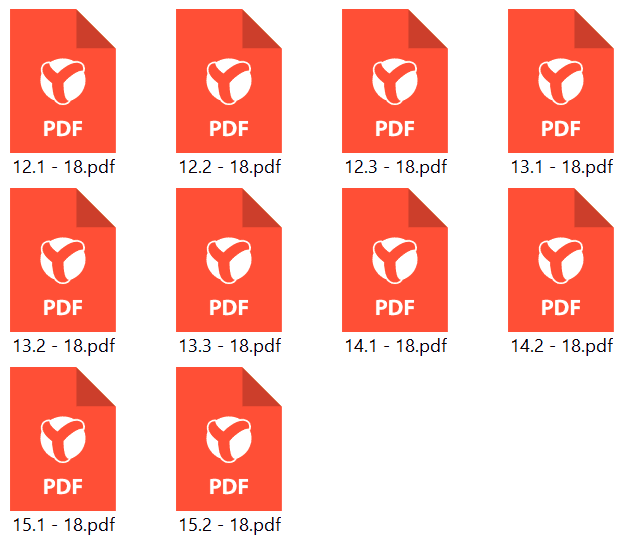 PDF PDF PDF PDF
12.1 - 18.pdf 12.2 - 18.pdf 12.3 - 18.pdf 13.1 - 18.pdf
PDF PDF PDF PDF
13.2 - 18.pdf 13.3 - 18.pdf 14.1 - 18.pdf 14.2 - 18.pdf
PDF PDF
15.1 - 18.pdf 15.2 - 18.pdf